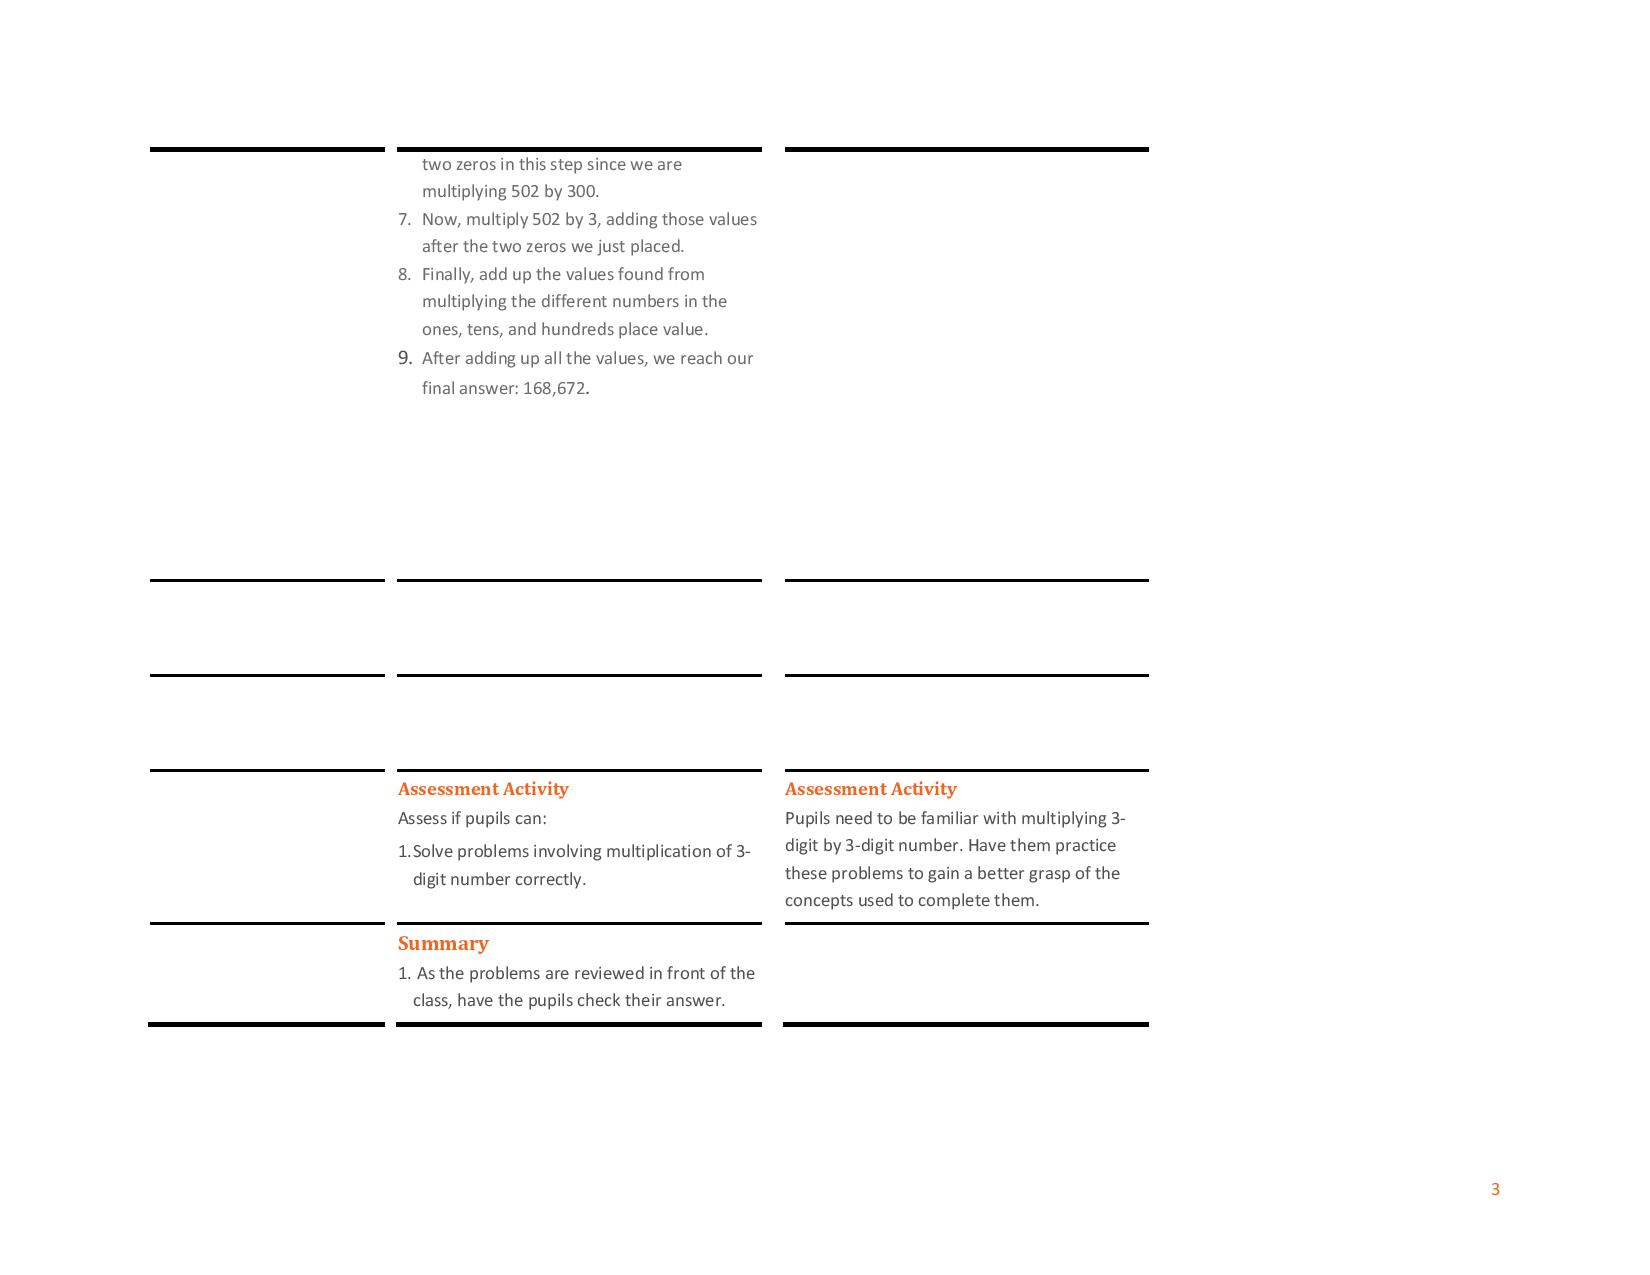 two zeros in this step since we are
multiplying 502 by 300.
7. Now, multiply 502 by 3, adding those values
after the two zeros we just placed.
8. Finally, add up the values found from
multiplying the different numbers in the
ones, tens, and hundreds place value.
9. After adding up all the values, we reach our
final answer: 168,672.
Assessment Activity
Assess if pupils can:
1.Solve problems involving multiplication of 3-
digit number correctly.
Assessment Activity
Pupils need to be familiar with multiplying 3-
digit by 3-digit number. Have them practice
these problems to gain a better grasp of the
concepts used to complete them.
Summary
1. As the problems are reviewed in front of the
class, have the pupils check their answer.
3